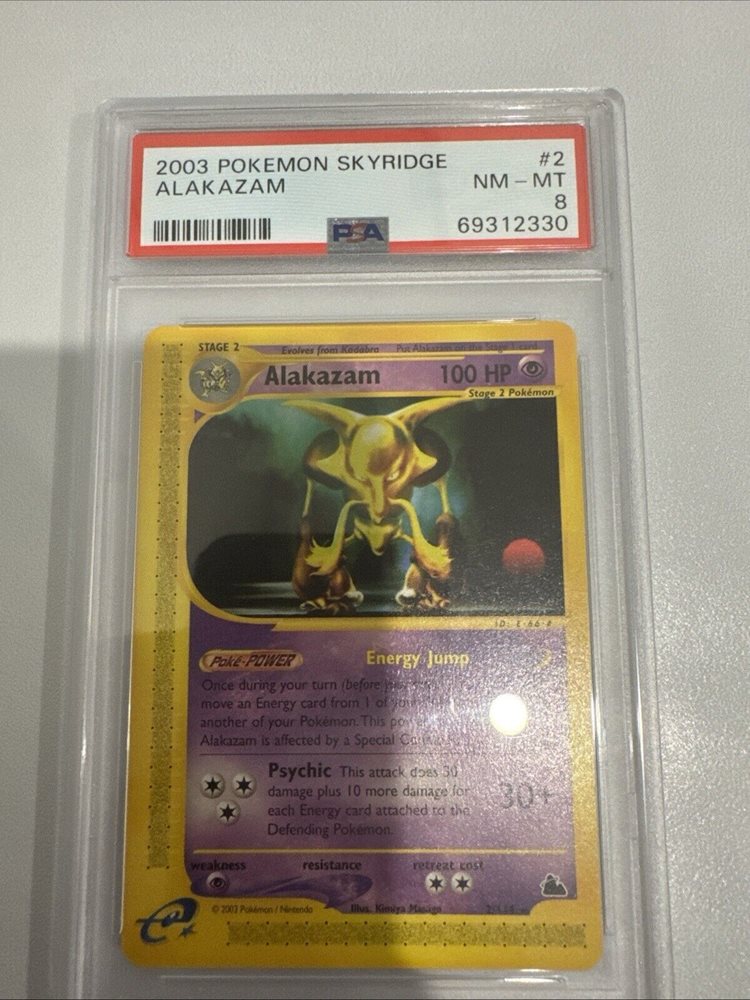 2003 POKEMON SKYRIDGE #2
ALAKAZAM NM - MT
8
PSA 69312330
STAGE 2 Evolves from Kadabra Put Alakazam on the Stage 1 card
Alakazam 100 HP
Stage 2 Pokémon
ID: E-66-#
Poké-POWER Energy Jump
Once during your turn (before
move an Energy card from 1 of
another of your Pokémon. This
Alakazam is affected by a Special
Psychic This attack does 30
damage plus 10 more damage for 30+
each Energy card attached to the
Defending Pokémon.
weakness resistance retreat cost
© 2003 Pokémon / Nintendo Illus. Kimiya Masago
e